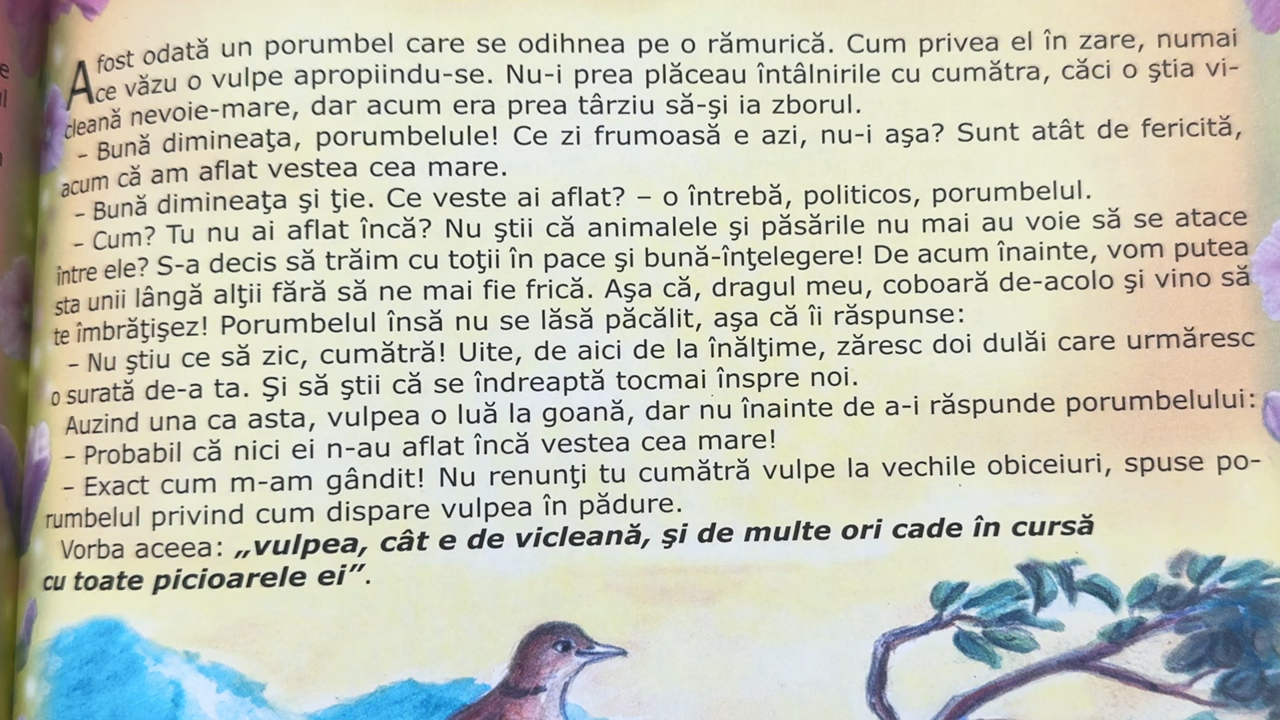 A fost odată un porumbel care se odihnea pe o rămurică. Cum privea el în zare, numai
ce văzu o vulpe apropiindu-se. Nu-i prea plăceau întâlnirile cu cumătra, căci o ştia vi-
cleană nevoie-mare, dar acum era prea târziu să-şi ia zborul.
– Bună dimineaţa, porumbelule! Ce zi frumoasă e azi, nu-i aşa? Sunt atât de fericită,
acum că am aflat vestea cea mare.
– Bună dimineaţa şi ţie. Ce veste ai aflat? – o întrebă, politicos, porumbelul.
– Cum? Tu nu ai aflat încă? Nu ştii că animalele şi păsările nu mai au voie să se atace
între ele? S-a decis să trăim cu toţii în pace şi bună-înţelegere! De acum înainte, vom putea
sta unii lângă alţii fără să ne mai fie frică. Aşa că, dragul meu, coboară de-acolo şi vino să
te îmbrăţişez! Porumbelul însă nu se lăsă păcălit, aşa că îi răspunse:
– Nu ştiu ce să zic, cumătră! Uite, de aici de la înălţime, zăresc doi dulăi care urmăresc
o surată de-a ta. Şi să ştii că se îndreaptă tocmai înspre noi.
Auzind una ca asta, vulpea o luă la goană, dar nu înainte de a-i răspunde porumbelului:
– Probabil că nici ei n-au aflat încă vestea cea mare!
– Exact cum m-am gândit! Nu renunţi tu cumătră vulpe la vechile obiceiuri, spuse po-
rumbelul privind cum dispare vulpea în pădure.
Vorba aceea: „vulpea, cât e de vicleană, şi de multe ori cade în cursă
cu toate picioarele ei”.